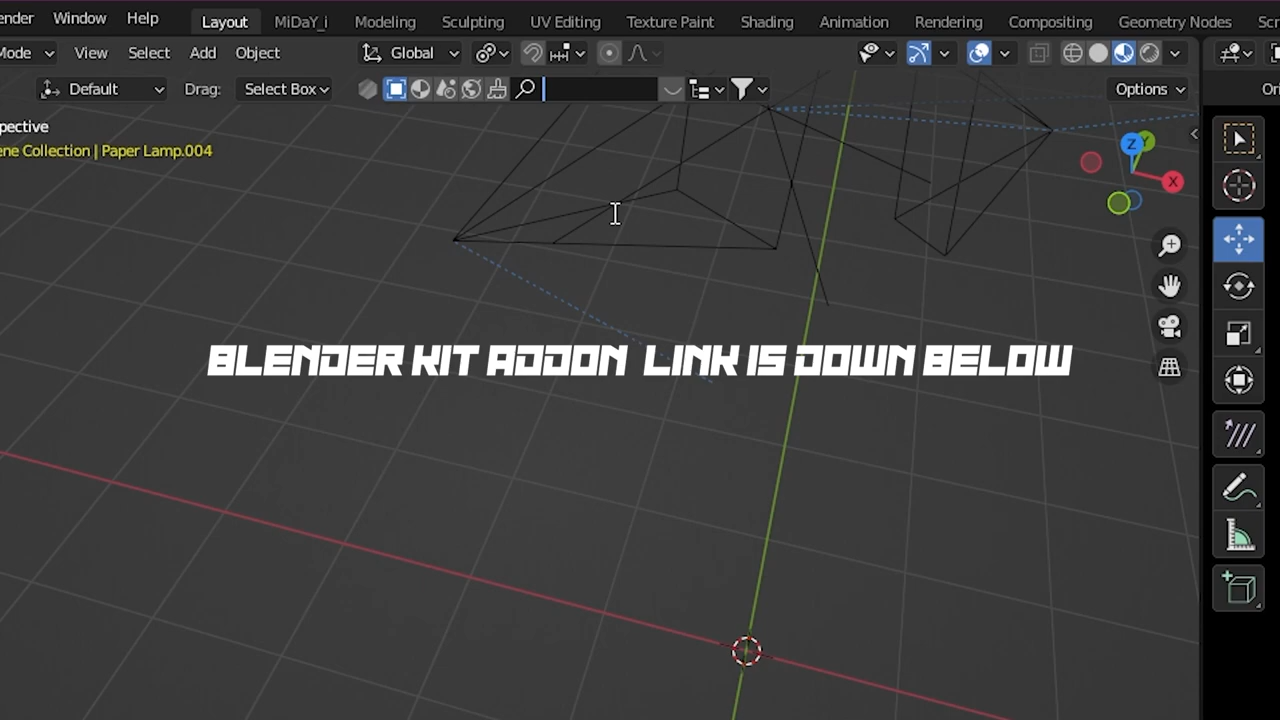 ender Window Help Layout MiDAY_i Modeling Sculpting UV Editing Texture Paint Shading Animation Rendering Compositing Geometry Nodes Scr
Mode View Select Add Object Global
Default Drag: Select Box Options Ori
spective
ene Collection | Paper Lamp.004
Z Y X
BLENDER KIT ADDON LINK IS DOWN BELOW